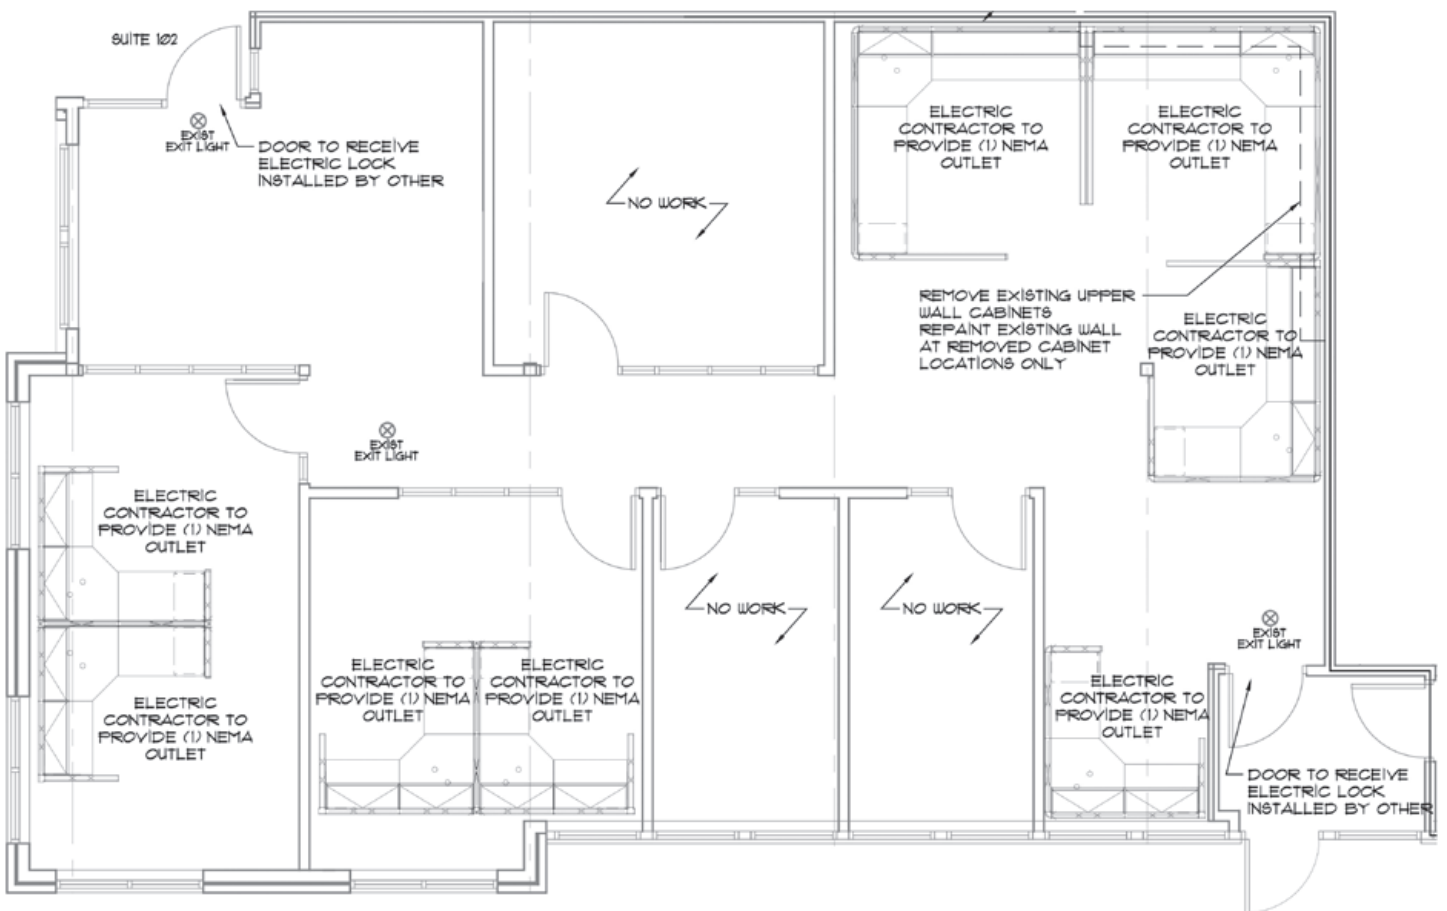 SUITE 102
EXIST
EXIT LIGHT
DOOR TO RECEIVE
ELECTRIC LOCK
INSTALLED BY OTHER
NO WORK
ELECTRIC
CONTRACTOR TO
PROVIDE (1) NEMA
OUTLET
ELECTRIC
CONTRACTOR TO
PROVIDE (1) NEMA
OUTLET
REMOVE EXISTING UPPER
WALL CABINETS
REPAINT EXISTING WALL
AT REMOVED CABINET
LOCATIONS ONLY
ELECTRIC
CONTRACTOR TO
PROVIDE (1) NEMA
OUTLET
EXIST
EXIT LIGHT
ELECTRIC
CONTRACTOR TO
PROVIDE (1) NEMA
OUTLET
NO WORK
NO WORK
EXIST
EXIT LIGHT
ELECTRIC
CONTRACTOR TO
PROVIDE (1) NEMA
OUTLET
ELECTRIC
CONTRACTOR TO
PROVIDE (1) NEMA
OUTLET
ELECTRIC
CONTRACTOR TO
PROVIDE (1) NEMA
OUTLET
ELECTRIC
CONTRACTOR TO
PROVIDE (1) NEMA
OUTLET
DOOR TO RECEIVE
ELECTRIC LOCK
INSTALLED BY OTHER